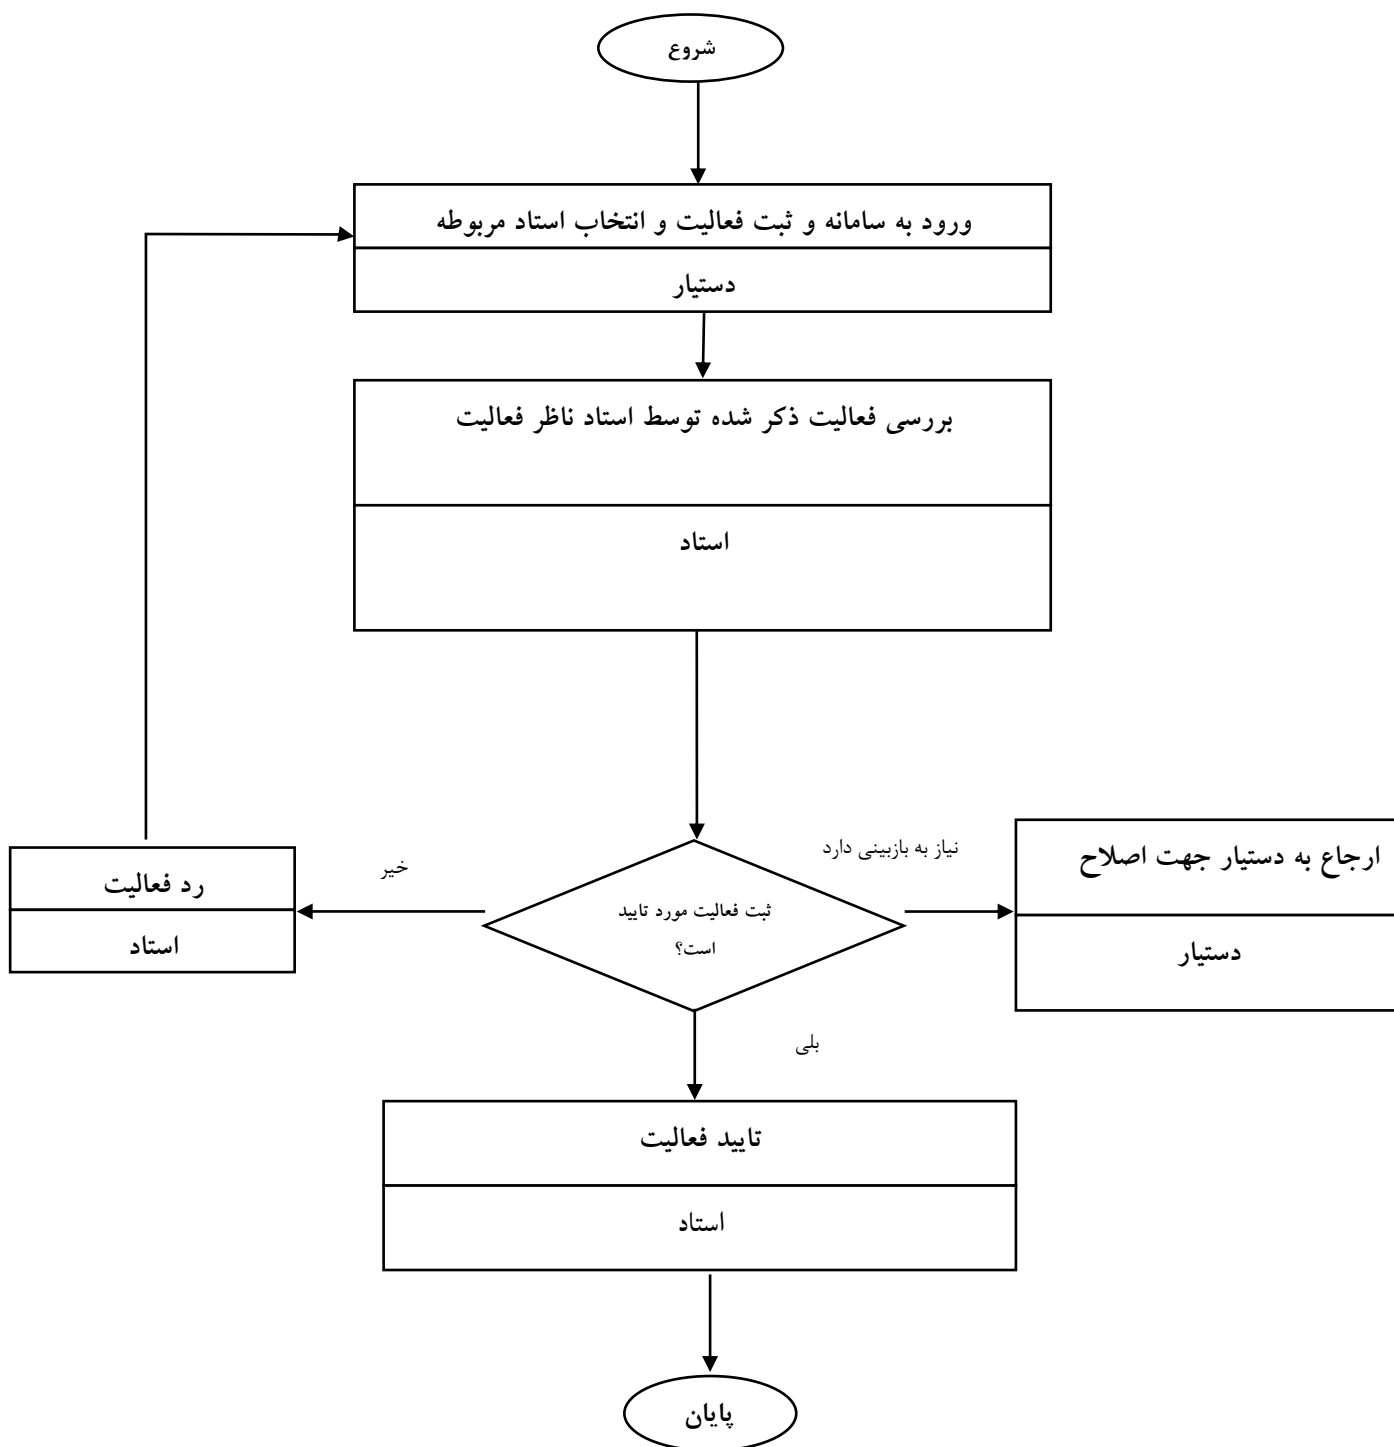 شروع
ورود به سامانه و ثبت فعالیت و انتخاب استاد مربوطه
دستیار
بررسی فعالیت ذکر شده توسط استاد ناظر فعالیت
استاد
نیاز به بازبینی دارد
ارجاع به دستیار جهت اصلاح
دستیار
ثبت فعالیت مورد تایید
است؟
خیر
رد فعالیت
استاد
بلی
تایید فعالیت
استاد
پایان